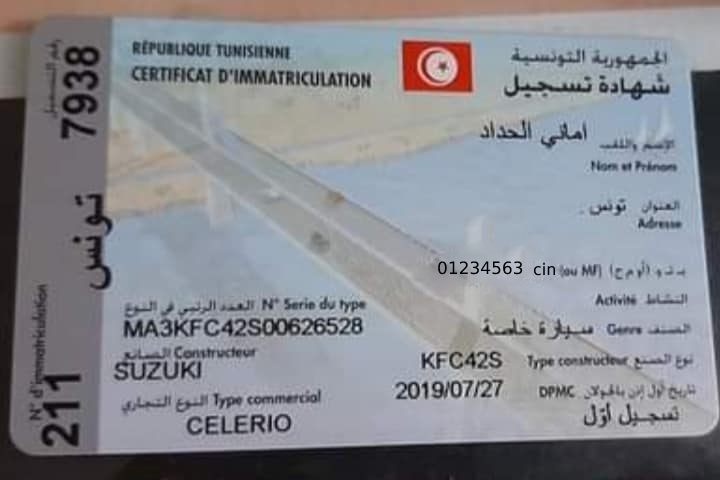 RÉPUBLIQUE TUNISIENNE
الجمهورية التونسية
CERTIFICAT D'IMMATRICULATION
شهادة تسجيل
رقم التسجيل
7938 تونس 211
N° d'immatriculation
الإسم واللقب اماني الحداد
Nom et Prénom
العنوان تونس .
Adresse
01234563 cin (ou MF) ب ت و (أو م ج)
النشاط Activité
الصنف Genre سيارة خاصة
العدد الرتبي في النوع N° Serie du type
MA3KFC42S00626528
الصانع Constructeur
SUZUKI
KFC42S Type constructeur نوع الصنع
2019/07/27 DPMC تاريخ أول إذن بالجولان
النوع التجاري Type commercial
CELERIO
تسجيل أوّل